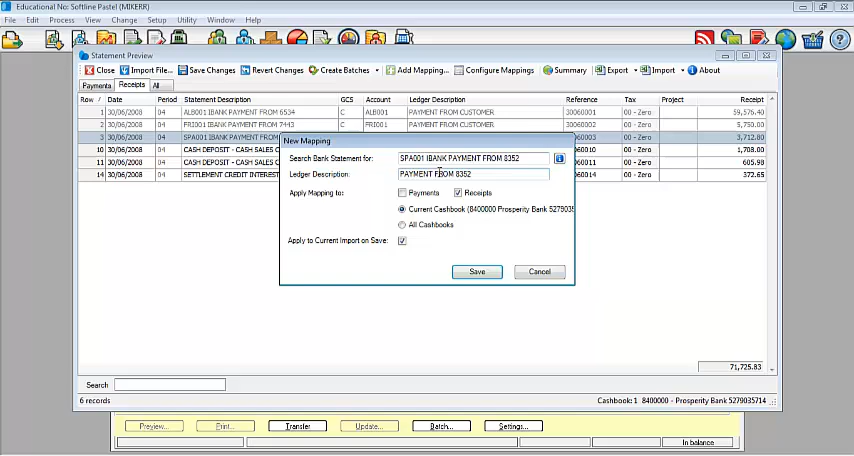 Educational No: Softline Pastel (MIKERR)
File Edit Process View Change Setup Utility Window Help
Statement Preview
Close Import File... Save Changes Revert Changes Create Batches Add Mapping... Configure Mappings Summary Export Import About
Payments Receipts All
Row / Date Period Statement Description GCS Account Ledger Description Reference Tax Project Receipt
1 30/06/2008 04 ALB001 IBANK PAYMENT FROM 6534 C ALB001 PAYMENT FROM CUSTOMER 30060001 00 - Zero 59,576.40
2 30/06/2008 04 FRI001 IBANK PAYMENT FROM 7443 C FRI001 PAYMENT FROM CUSTOMER 30060002 00 - Zero 5,750.00
3 30/06/2008 04 SPA001 IBANK PAYMENT FROM 0060003 00 - Zero 3,712.80
10 30/06/2008 04 CASH DEPOSIT - CASH SALES C 0060010 00 - Zero 1,708.00
11 30/06/2008 04 CASH DEPOSIT - CASH SALES 0060011 00 - Zero 605.98
14 30/06/2008 04 SETTLEMENT CREDIT INTEREST 0060014 00 - Zero 372.65
New Mapping
Search Bank Statement for: SPA001 IBANK PAYMENT FROM 8352
Ledger Description: PAYMENT FROM 8352
Apply Mapping to: Payments Receipts
Current Cashbook (8400000 Prosperity Bank 5279035
All Cashbooks
Apply to Current Import on Save:
Save Cancel
71,725.83
Search
6 records Cashbook: 1 8400000 - Prosperity Bank 5279035714
Preview... Print... Transfer Update... Batch... Settings...
In balance